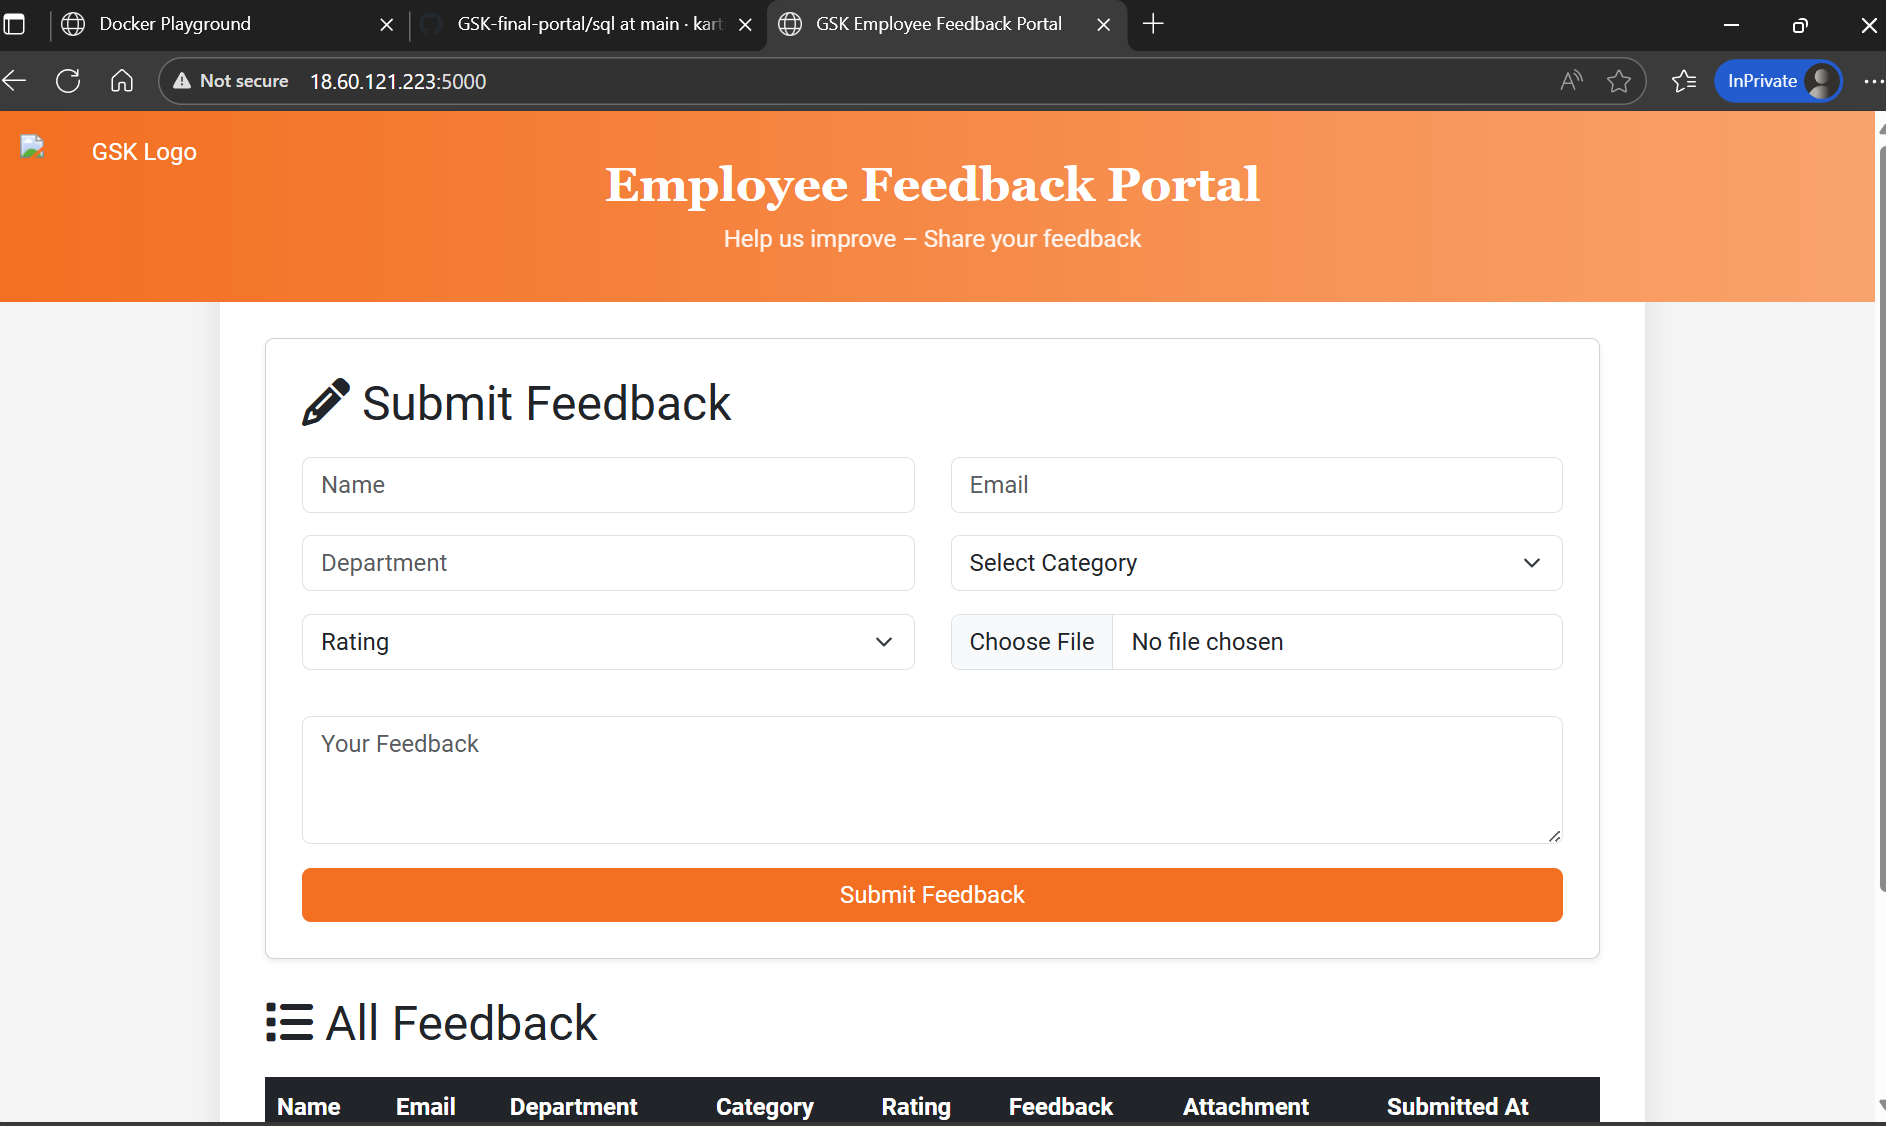 Docker Playground
GSK-final-portal/sql at main · kart
GSK Employee Feedback Portal
Not secure
18.60.121.223:5000
InPrivate
GSK Logo
Employee Feedback Portal
Help us improve – Share your feedback
Submit Feedback
Name
Email
Department
Select Category
Rating
Choose File
No file chosen
Your Feedback
Submit Feedback
All Feedback
Name Email Department Category Rating Feedback Attachment Submitted At